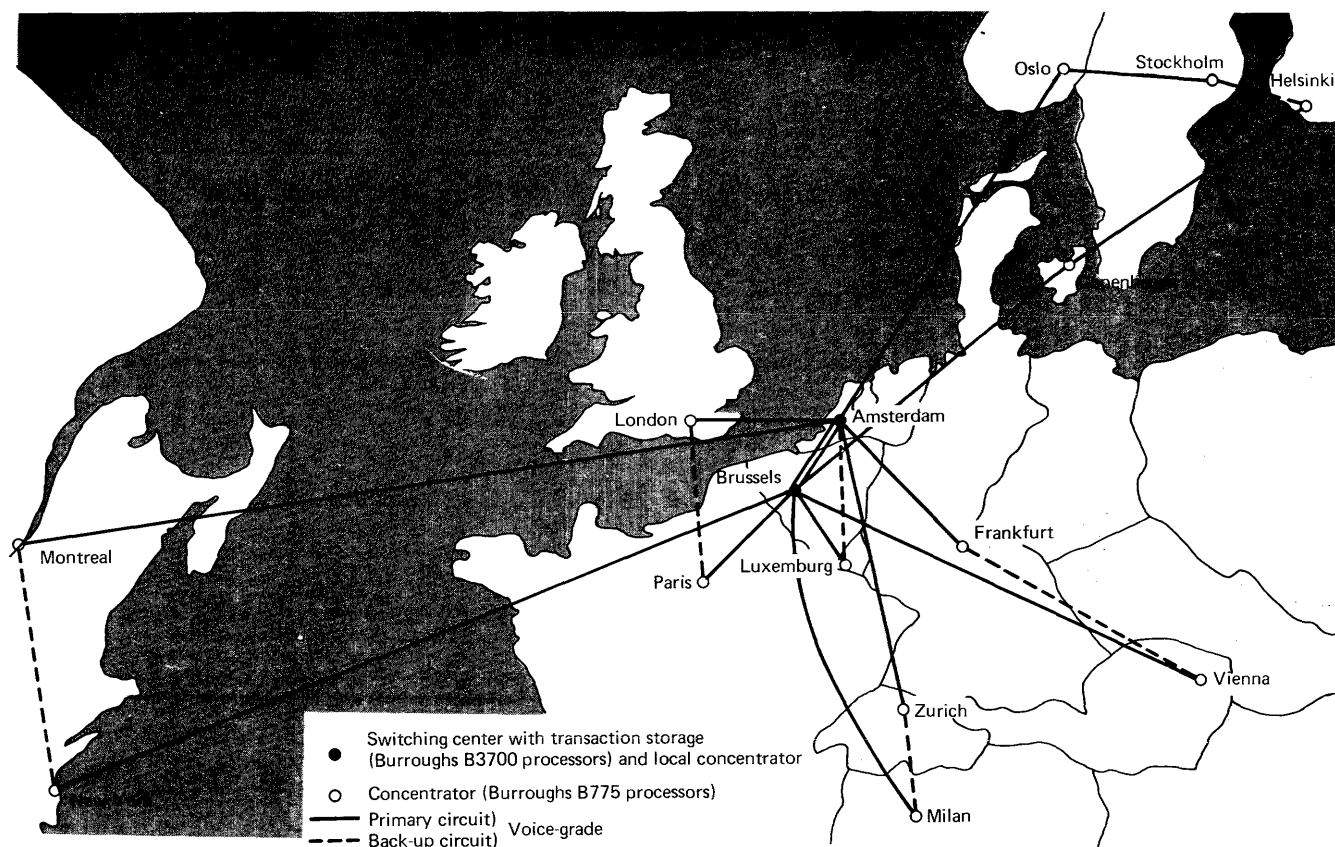 Oslo
Stockholm
Helsinki
London
Amsterdam
Brussels
Montreal
Frankfurt
Luxemburg
Paris
Vienna
Zurich
Switching center with transaction storage
(Burroughs B3700 processors) and local concentrator
Concentrator (Burroughs B775 processors)
Primary circuit)
Voice-grade
Back-up circuit)
Milan